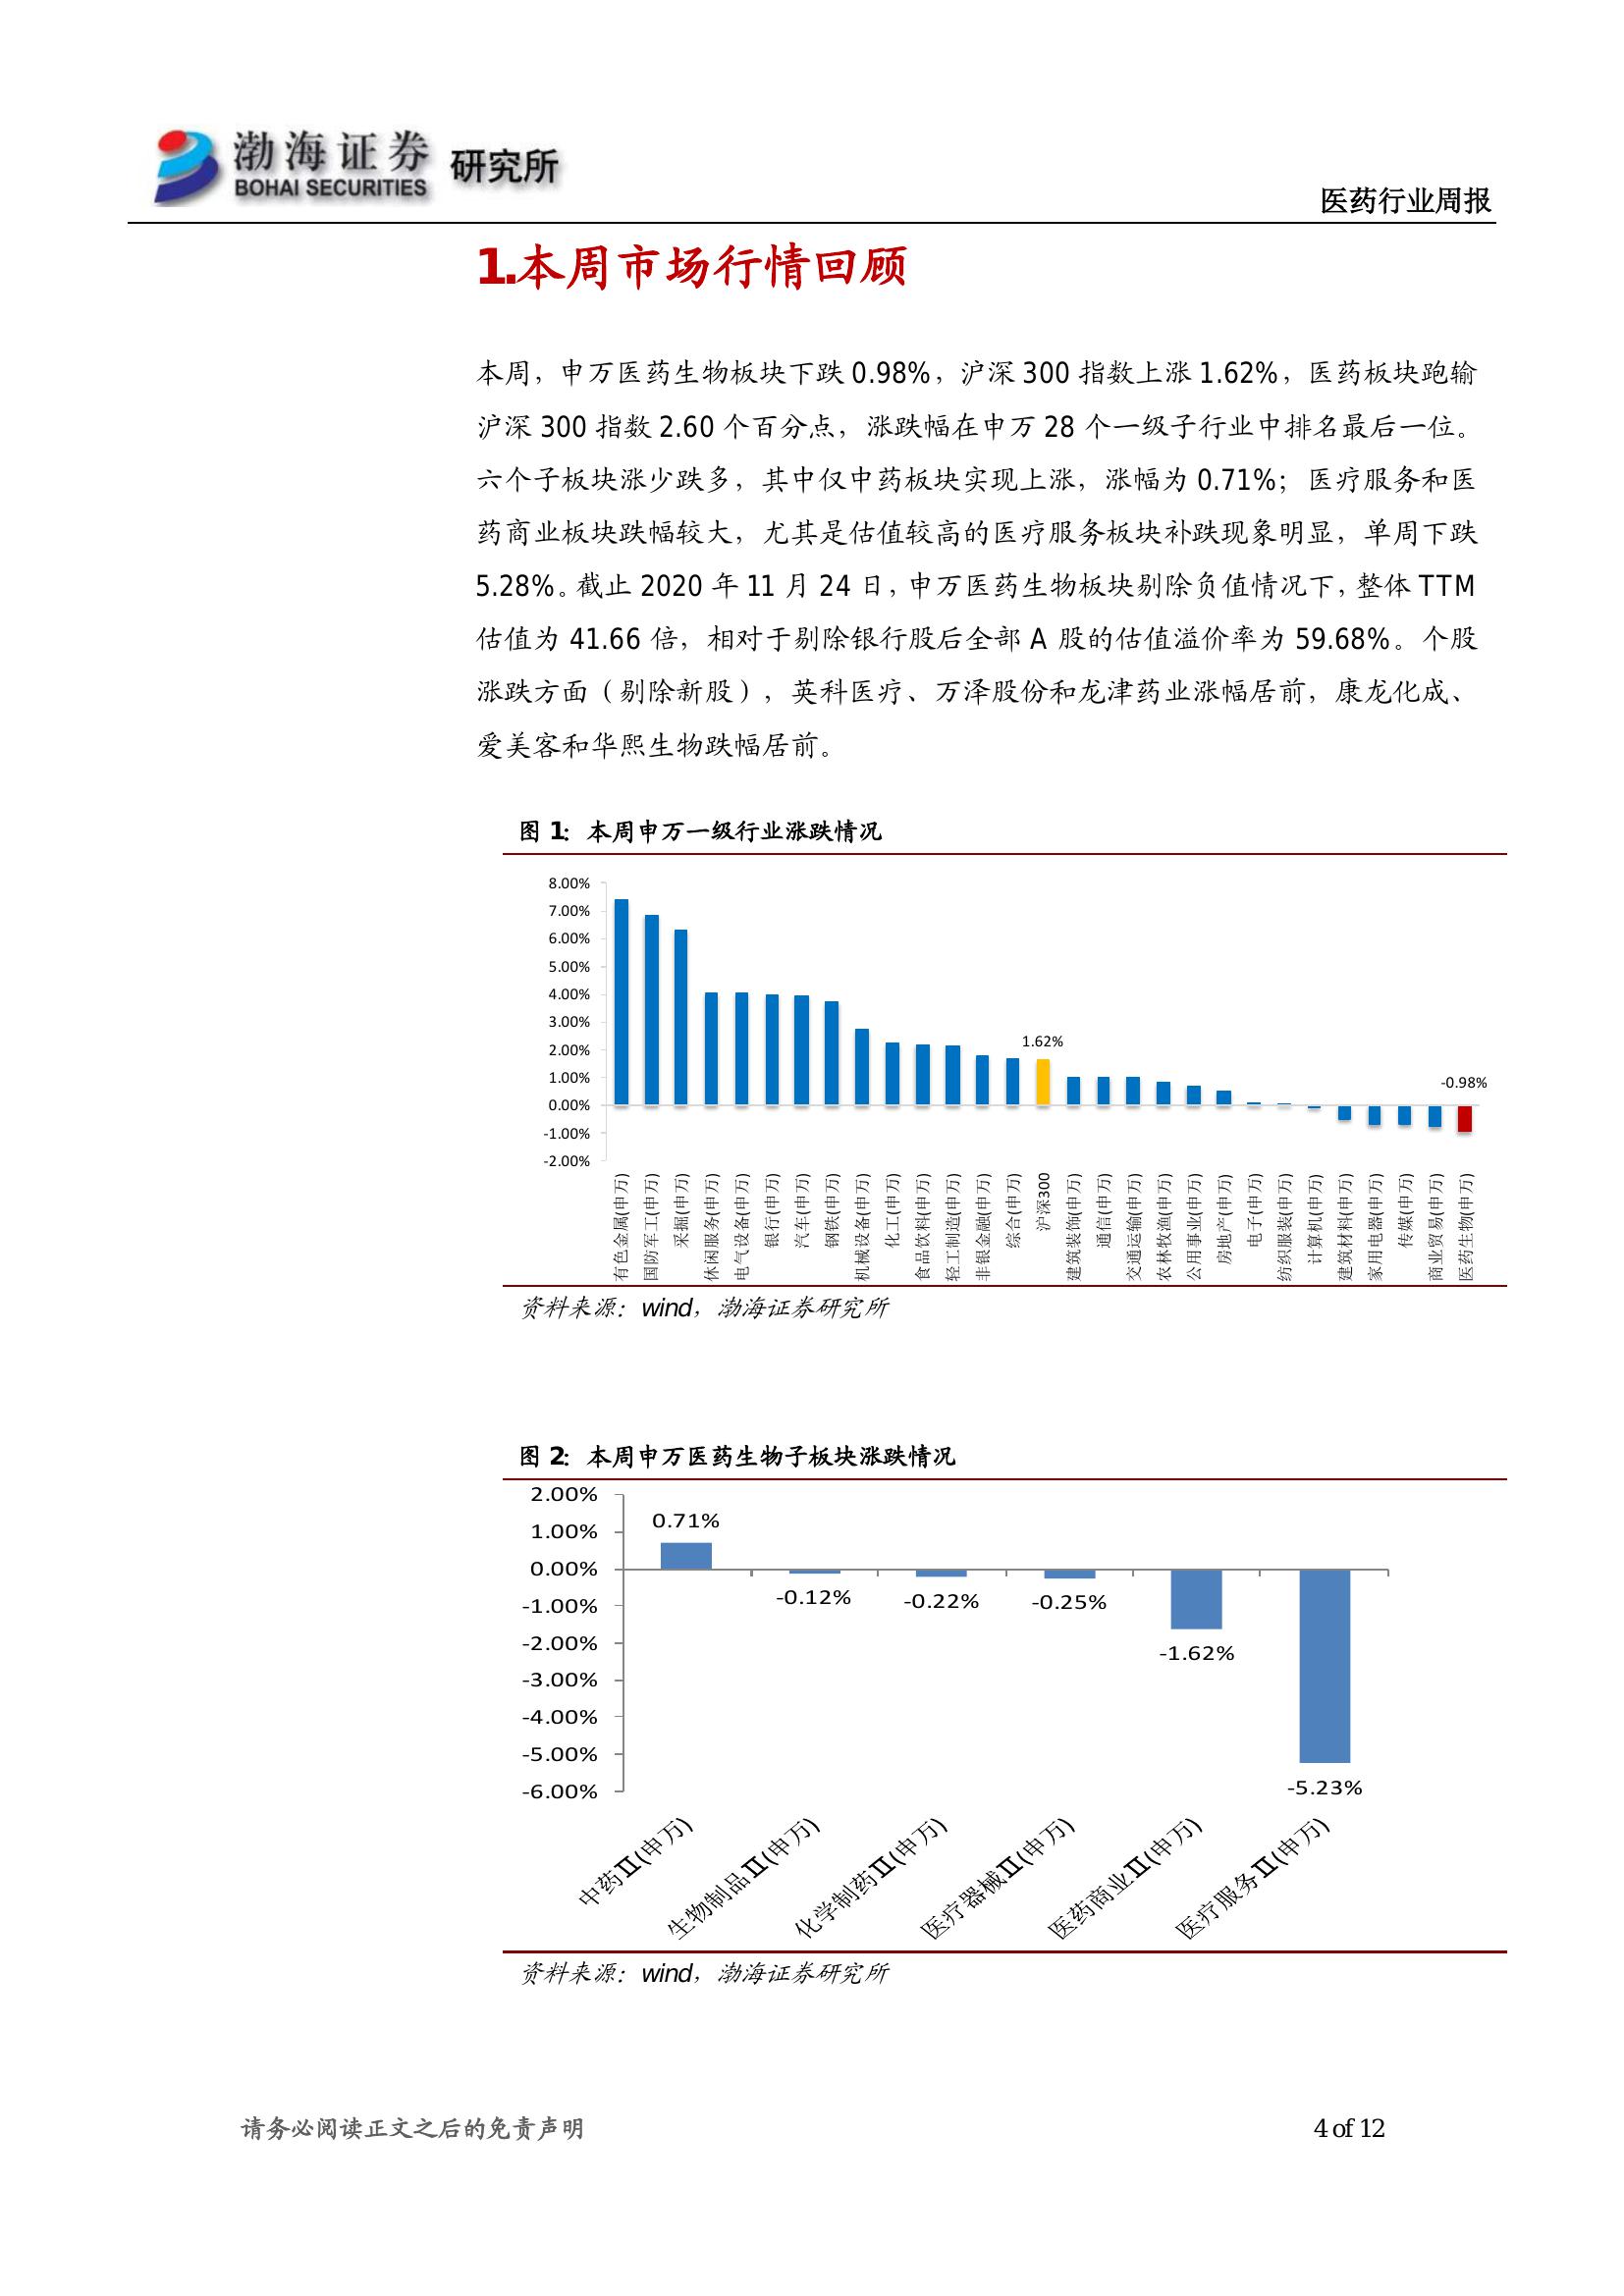 渤海证券 研究所
BOHAI SECURITIES
医药行业周报
1.本周市场行情回顾
本周，申万医药生物板块下跌 0.98%，沪深 300 指数上涨 1.62%，医药板块跑输
沪深 300 指数 2.60 个百分点，涨跌幅在申万 28 个一级子行业中排名最后一位。
六个子板块涨少跌多，其中仅中药板块实现上涨，涨幅为 0.71%；医疗服务和医
药商业板块跌幅较大，尤其是估值较高的医疗服务板块补跌现象明显，单周下跌
5.28%。截止 2020 年 11 月 24 日，申万医药生物板块剔除负值情况下，整体 TTM
估值为 41.66 倍，相对于剔除银行股后全部 A 股的估值溢价率为 59.68%。个股
涨跌方面（剔除新股），英科医疗、万泽股份和龙津药业涨幅居前，康龙化成、
爱美客和华熙生物跌幅居前。
图 1：本周申万一级行业涨跌情况
8.00%
7.00%
6.00%
5.00%
4.00%
3.00%
2.00%
1.00%
0.00%
-1.00%
-2.00%
1.62%
-0.98%
有色金属(申万)
国防军工(申万)
采掘(申万)
休闲服务(申万)
电气设备(申万)
银行(申万)
汽车(申万)
钢铁(申万)
机械设备(申万)
化工(申万)
食品饮料(申万)
轻工制造(申万)
非银金融(申万)
综合(申万)
沪深300
建筑装饰(申万)
通信(申万)
交通运输(申万)
农林牧渔(申万)
公用事业(申万)
房地产(申万)
电子(申万)
纺织服装(申万)
计算机(申万)
建筑材料(申万)
家用电器(申万)
传媒(申万)
商业贸易(申万)
医药生物(申万)
资料来源：wind，渤海证券研究所
图 2：本周申万医药生物子板块涨跌情况
2.00%
1.00%
0.00%
-1.00%
-2.00%
-3.00%
-4.00%
-5.00%
-6.00%
0.71%
-0.12%
-0.22%
-0.25%
-1.62%
-5.23%
中药Ⅱ(申万)
生物制品Ⅱ(申万)
化学制药Ⅱ(申万)
医疗器械Ⅱ(申万)
医药商业Ⅱ(申万)
医疗服务Ⅱ(申万)
资料来源：wind，渤海证券研究所
请务必阅读正文之后的免责声明
4 of 12